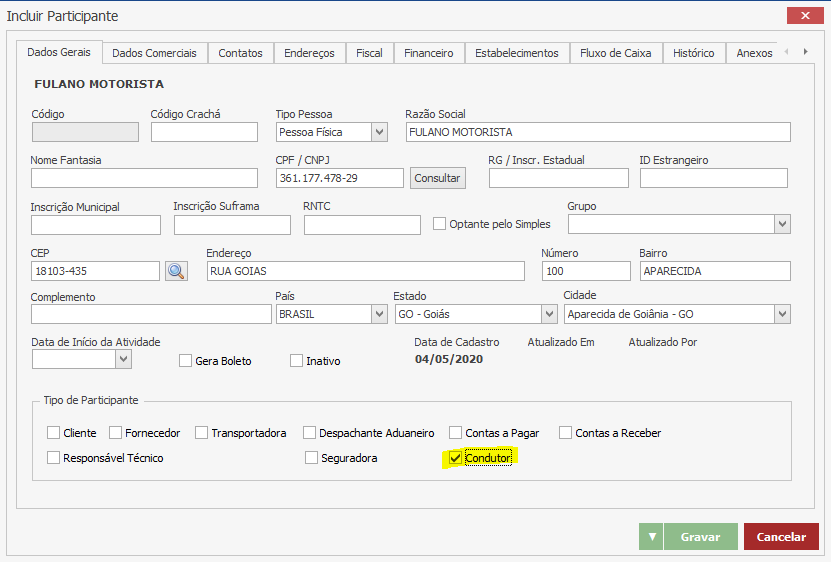 Incluir Participante
Dados Gerais Dados Comerciais Contatos Endereços Fiscal Financeiro Estabelecimentos Fluxo de Caixa Histórico Anexos
FULANO MOTORISTA
Código Código Crachá Tipo Pessoa Razão Social
Pessoa Física FULANO MOTORISTA
Nome Fantasia CPF / CNPJ RG / Inscr. Estadual ID Estrangeiro
361.177.478-29 Consultar
Inscrição Municipal Inscrição Suframa RNTC Grupo
Optante pelo Simples
CEP Endereço Número Bairro
18103-435 RUA GOIAS 100 APARECIDA
Complemento País Estado Cidade
BRASIL GO - Goiás Aparecida de Goiânia - GO
Data de Início da Atividade Data de Cadastro Atualizado Em Atualizado Por
Gera Boleto Inativo 04/05/2020
Tipo de Participante
Cliente Fornecedor Transportadora Despachante Aduaneiro Contas a Pagar Contas a Receber
Responsável Técnico Seguradora Condutor
Gravar Cancelar